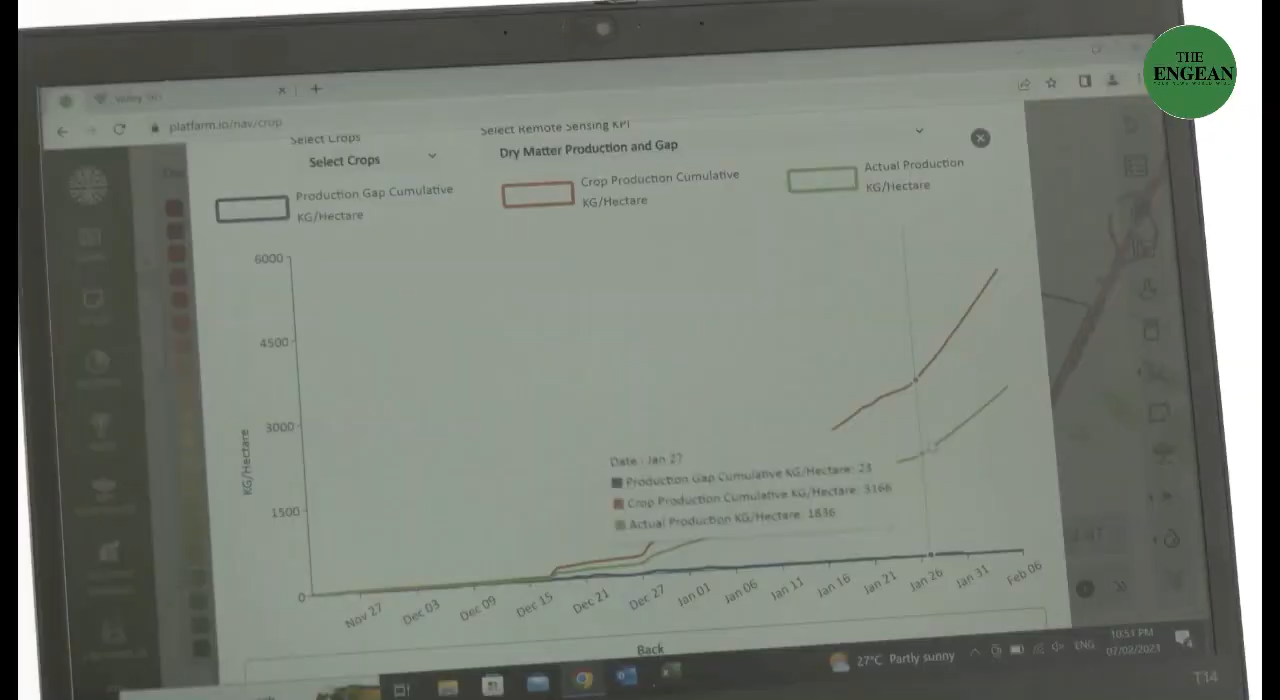 THE
ENGEAN
platfarm.io/nav/crop
Select Crops
Select Remote Sensing KPI
Select Crops
Dry Matter Production and Gap
Production Gap Cumulative
KG/Hectare
Crop Production Cumulative
KG/Hectare
Actual Production
KG/Hectare
6000
4500
3000
1500
0
KG/Hectare
Date : Jan 27
Production Gap Cumulative KG/Hectare: 23
Crop Production Cumulative KG/Hectare: 3166
Actual Production KG/Hectare: 1836
Nov 27
Dec 03
Dec 09
Dec 15
Dec 21
Dec 27
Jan 01
Jan 06
Jan 11
Jan 16
Jan 21
Jan 26
Jan 31
Feb 06
Back
27°C Partly sunny
ENG
10:51 PM
07/02/2023
T14